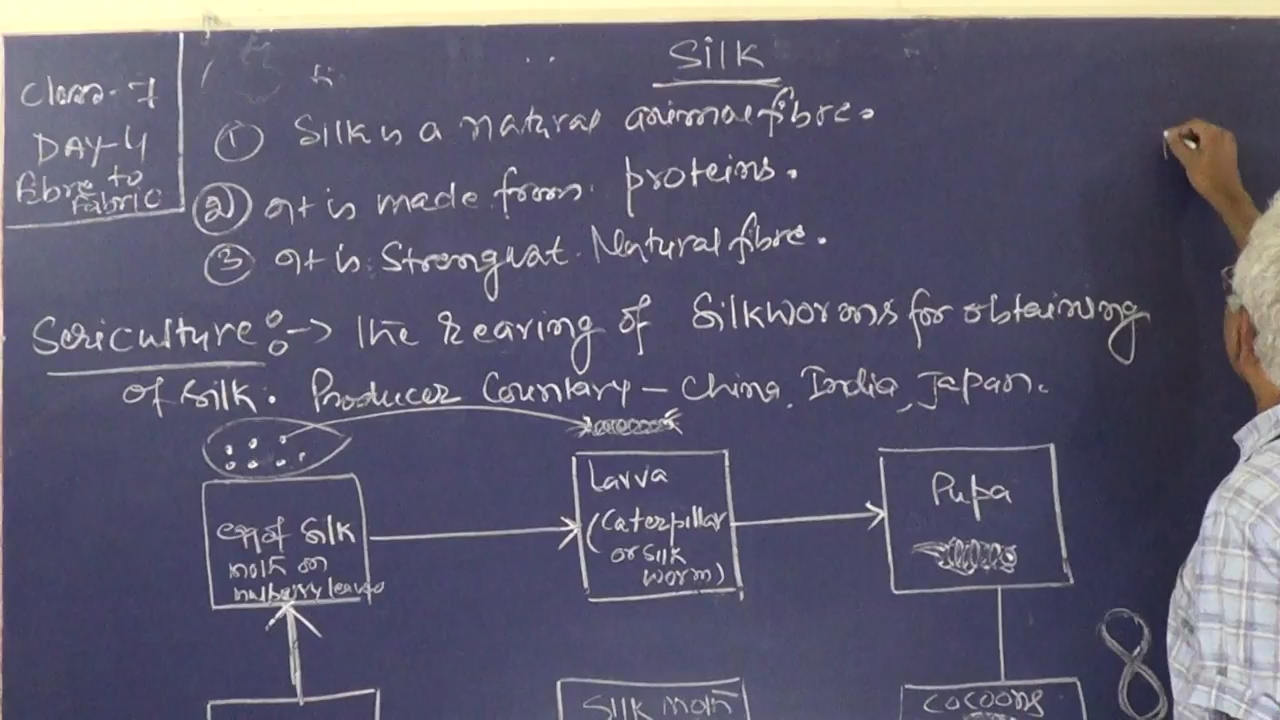 Class-7
DAY-4
Fibre to
Fabric
Silk
① Silk is a natural animal fibre.
② It is made from proteins.
③ It is Strongest Natural fibre.
Sericulture:-> The Rearing of Silkworms for obtaining
of silk. Producer Country - China, India, Japan.
egg of Silk
moth on
mulberry leaves
Larva
(Caterpillar
or Silk
worm)
Pupa
8
Silk moth
Cocoons